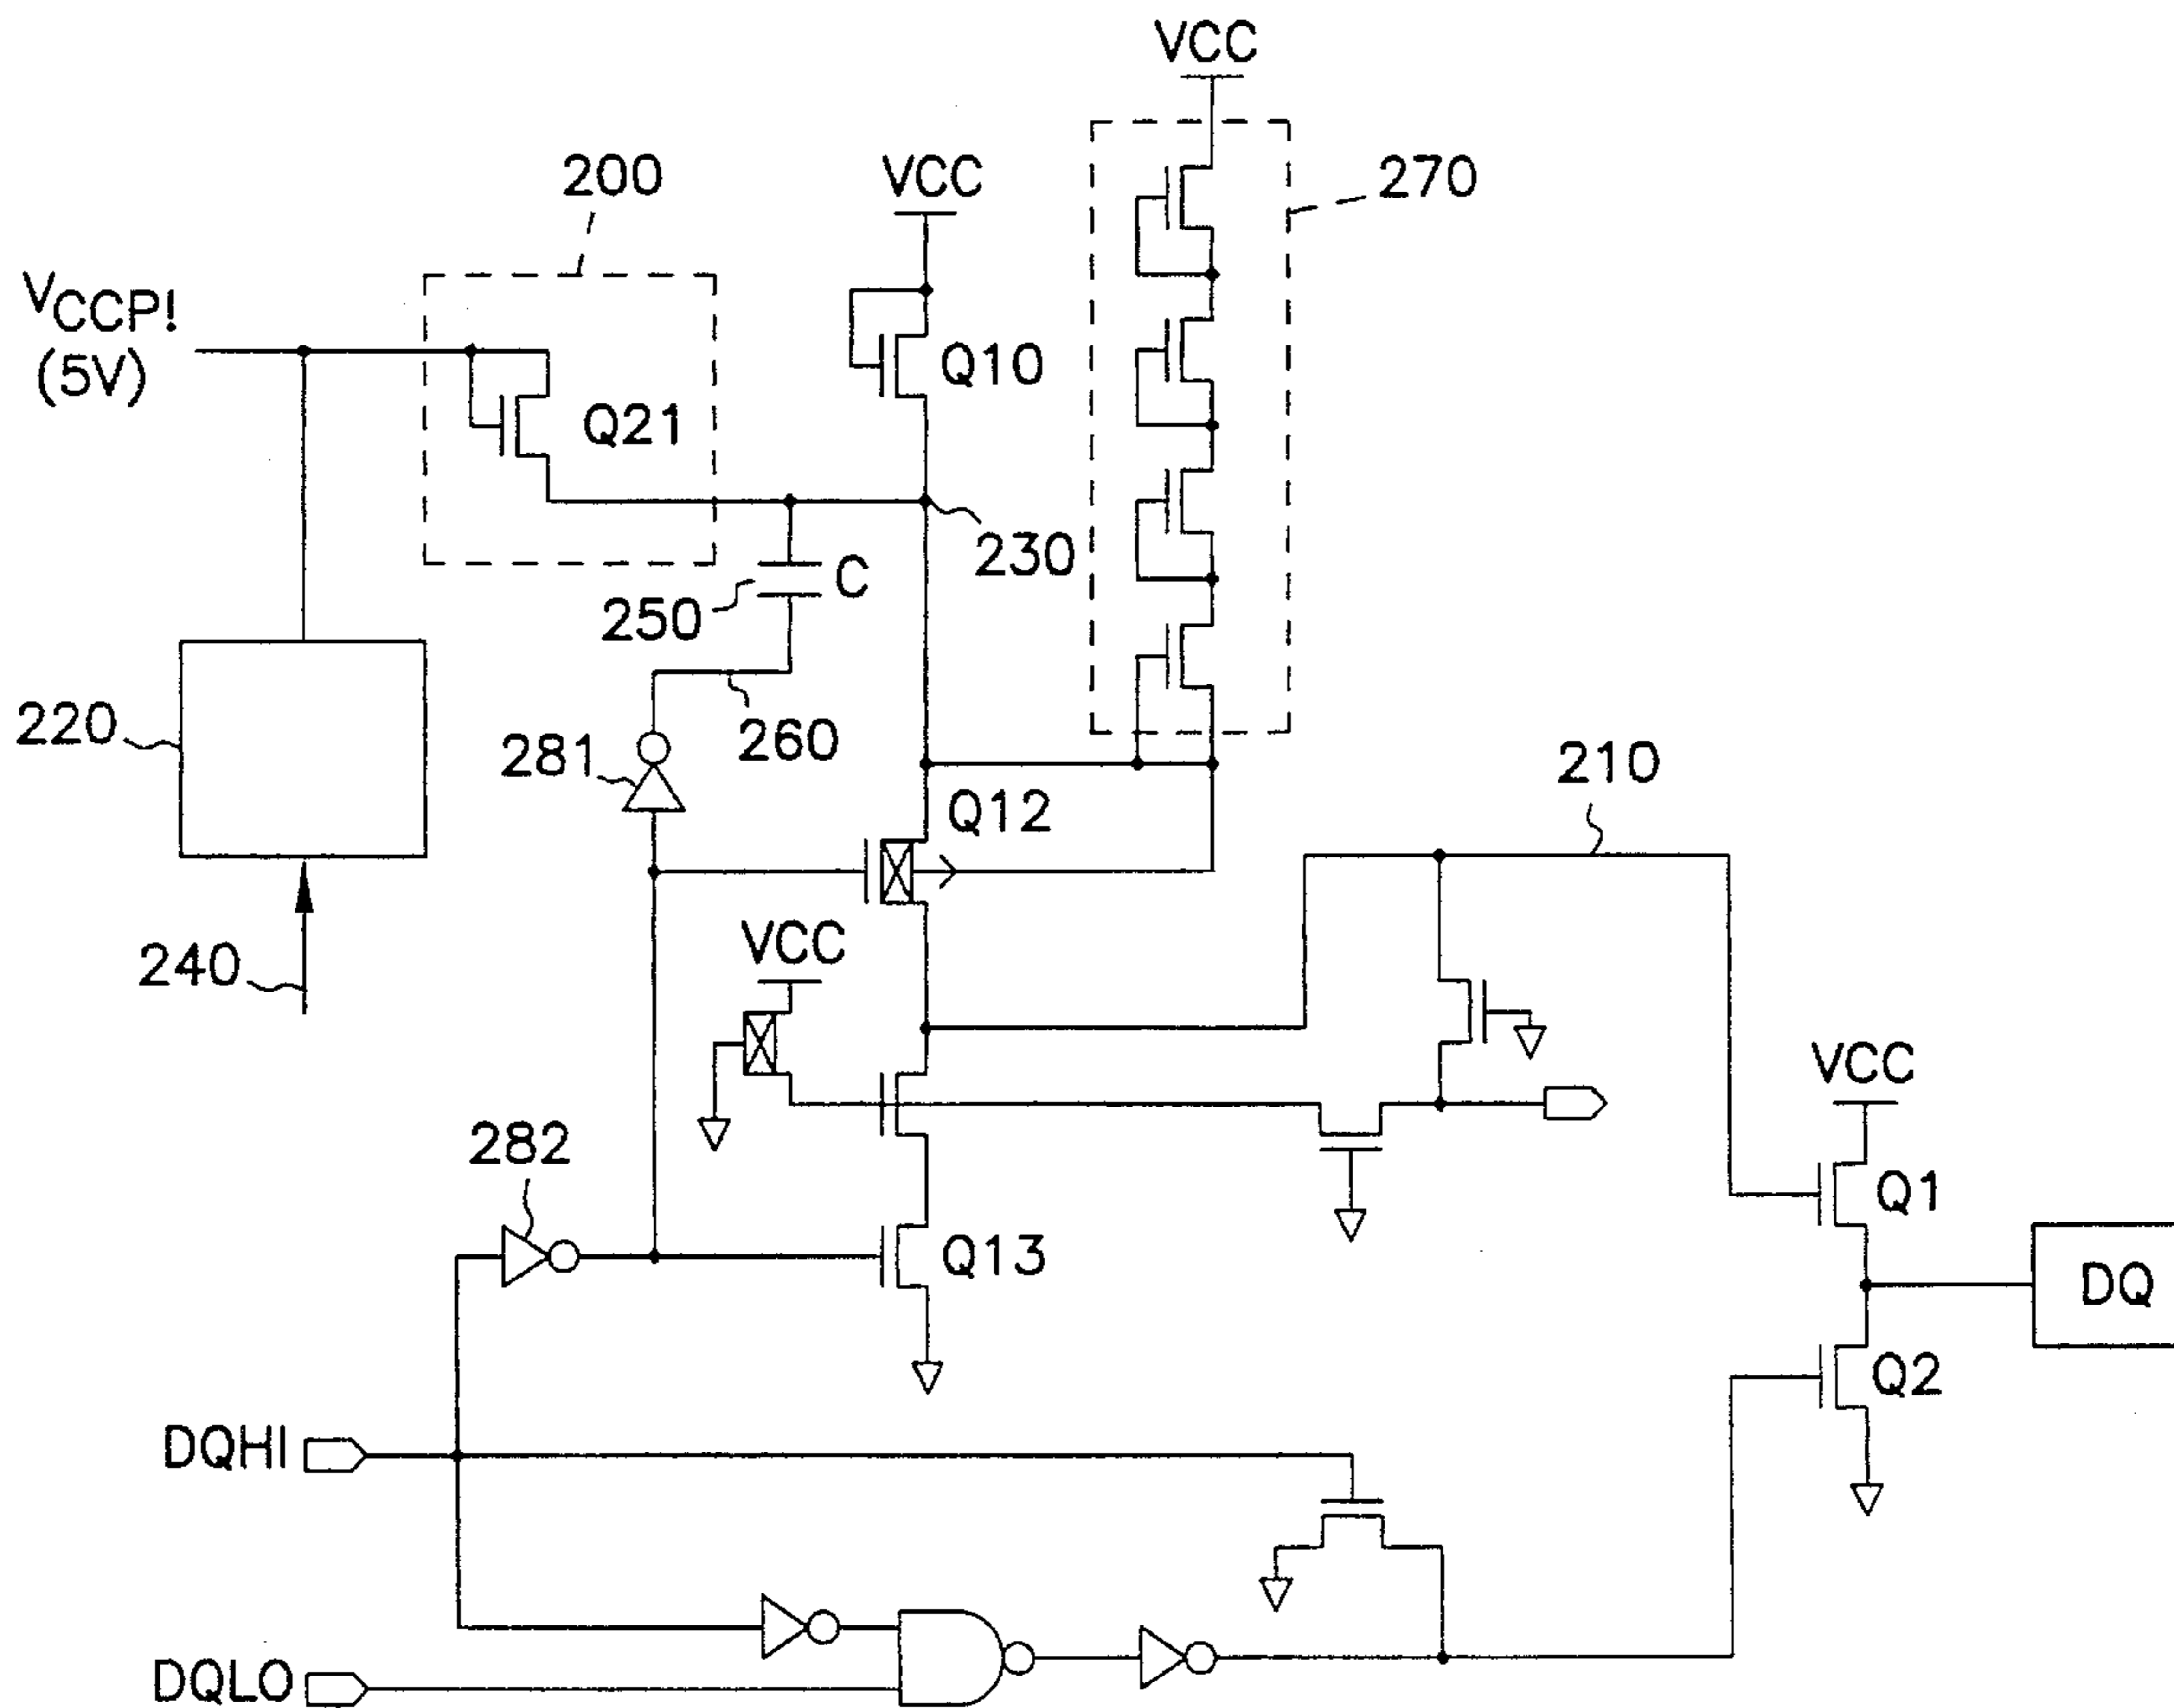 VCC
200
VCC
270
VCCP!
(5V)
Q10
Q21
230
C
250
220
281
260
Q12
210
VCC
240
VCC
282
Q1
Q13
DQ
Q2
DQHI
DQLO